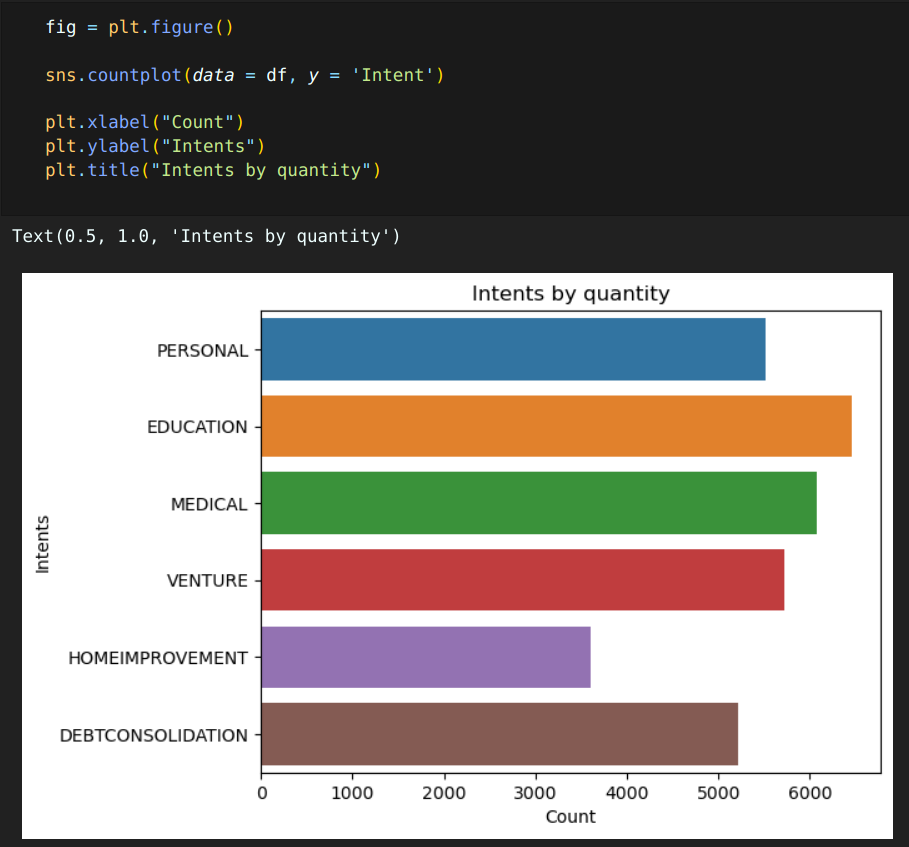 fig = plt.figure()
sns.countplot(data = df, y = 'Intent')
plt.xlabel("Count")
plt.ylabel("Intents")
plt.title("Intents by quantity")
Text(0.5, 1.0, 'Intents by quantity')
Intents by quantity
PERSONAL
EDUCATION
MEDICAL
VENTURE
HOMEIMPROVEMENT
DEBTCONSOLIDATION
Intents
0 1000 2000 3000 4000 5000 6000
Count